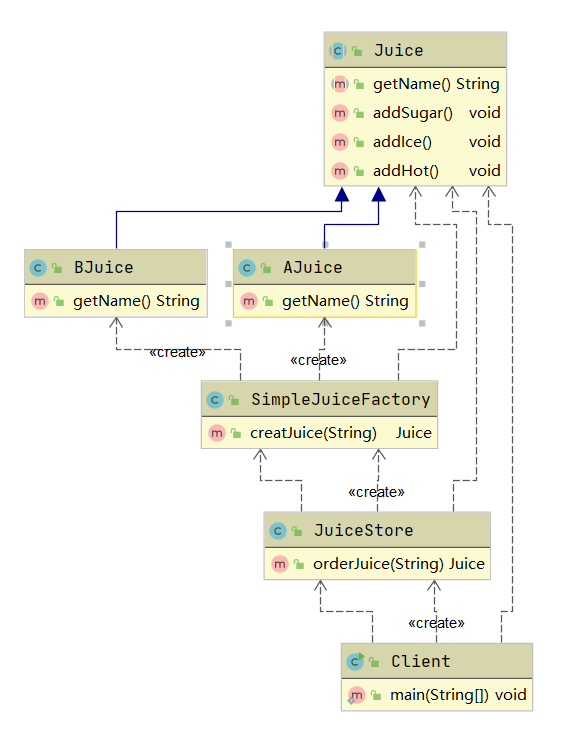 Juice
getName() String
addSugar() void
addIce() void
addHot() void
BJuice
getName() String
AJuice
getName() String
«create»
«create»
SimpleJuiceFactory
creatJuice(String) Juice
«create»
JuiceStore
orderJuice(String) Juice
«create»
Client
main(String[]) void